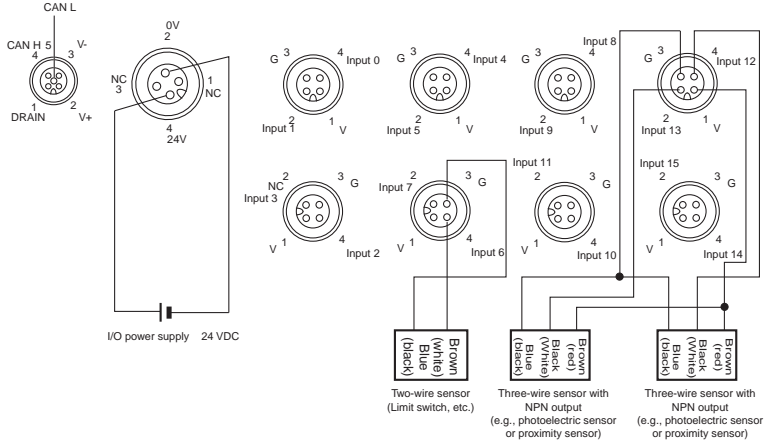 CAN L
CAN H 5 V-
4 3
1 2
DRAIN V+
0V
2
NC
3
1
NC
4
24V
G 3 4 Input 0
2 1
Input 1 V
G 3 4 Input 4
2 1
Input 5 V
G 3 4
2 1
Input 9 V
Input 8
G 3 4
Input 12
2 1
Input 13 V
NC 2 3
Input 3 G
V 1 4
Input 2
Input 7 2 3
G
V 1 4
Input 6
Input 11
2 3
G
V 1 4
Input 10
Input 15
2 3
G
V 1 4
Input 14
I/O power supply 24 VDC
Brown
(white)
Blue
(black)
Brown
(red)
Black
(White)
Blue
(black)
Brown
(red)
Black
(White)
Blue
(black)
Two-wire sensor
(Limit switch, etc.)
Three-wire sensor with
NPN output
(e.g., photoelectric sensor
or proximity sensor)
Three-wire sensor with
NPN output
(e.g., photoelectric sensor
or proximity sensor)